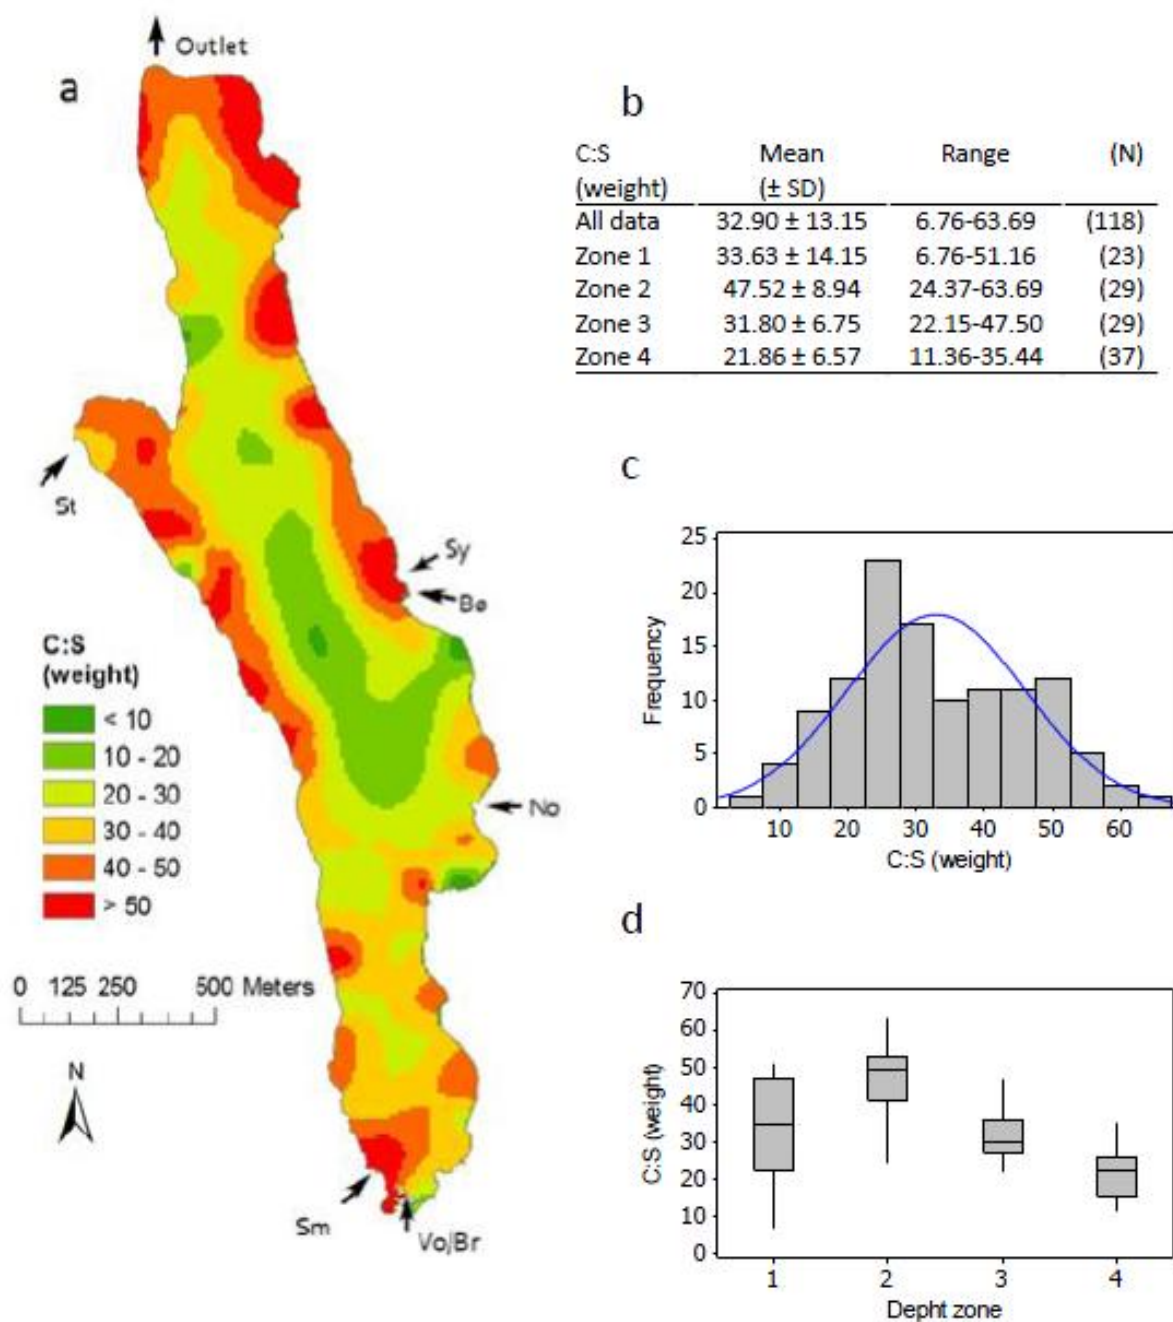 Outlet
a
St
Sy
Be
No
Sm
Vo/Br
C:S
(weight)
< 10
10 - 20
20 - 30
30 - 40
40 - 50
> 50
0 125 250 500 Meters
N
b
C:S Mean Range (N)
(weight) (± SD)
All data 32.90 ± 13.15 6.76-63.69 (118)
Zone 1 33.63 ± 14.15 6.76-51.16 (23)
Zone 2 47.52 ± 8.94 24.37-63.69 (29)
Zone 3 31.80 ± 6.75 22.15-47.50 (29)
Zone 4 21.86 ± 6.57 11.36-35.44 (37)
c
25
20
15
10
5
0
Frequency
10 20 30 40 50 60
C:S (weight)
d
70
60
50
40
30
20
10
0
C:S (weight)
1 2 3 4
Depht zone